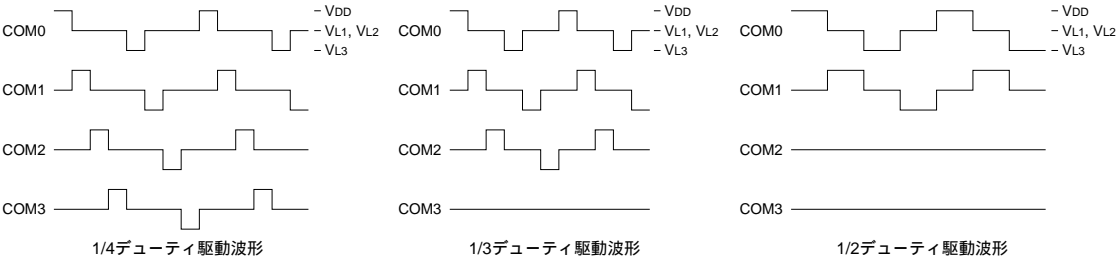 COM0
VDD
VL1, VL2
VL3
COM1
COM2
COM3
1/4デューティ駆動波形
COM0
VDD
VL1, VL2
VL3
COM1
COM2
COM3
1/3デューティ駆動波形
COM0
VDD
VL1, VL2
VL3
COM1
COM2
COM3
1/2デューティ駆動波形